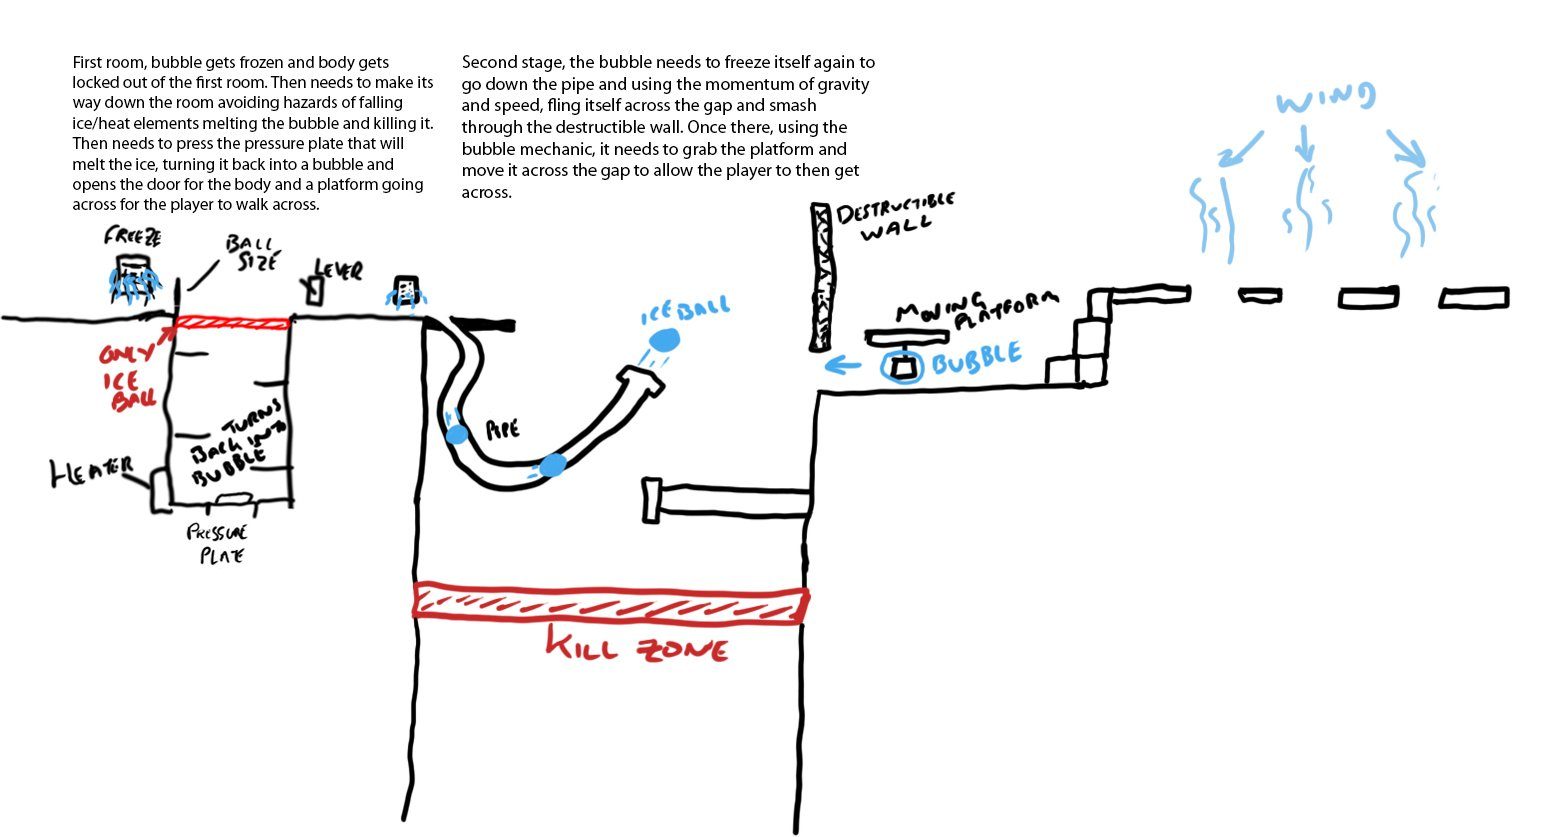 First room, bubble gets frozen and body gets
locked out of the first room. Then needs to make its
way down the room avoiding hazards of falling
ice/heat elements melting the bubble and killing it.
Then needs to press the pressure plate that will
melt the ice, turning it back into a bubble and
opens the door for the body and a platform going
across for the player to walk across.
Second stage, the bubble needs to freeze itself again to
go down the pipe and using the momentum of gravity
and speed, fling itself across the gap and smash
through the destructible wall. Once there, using the
bubble mechanic, it needs to grab the platform and
move it across the gap to allow the player to then get
across.
WIND
FREEZE
BALL
SIZE
LEVER
ONLY
ICE
BALL
TURNS
BACK INTO
BUBBLE
HEATER
PRESSURE
PLATE
PIPE
ICE BALL
DESTRUCTIBLE
WALL
MOVING
PLATFORM
BUBBLE
KILL ZONE